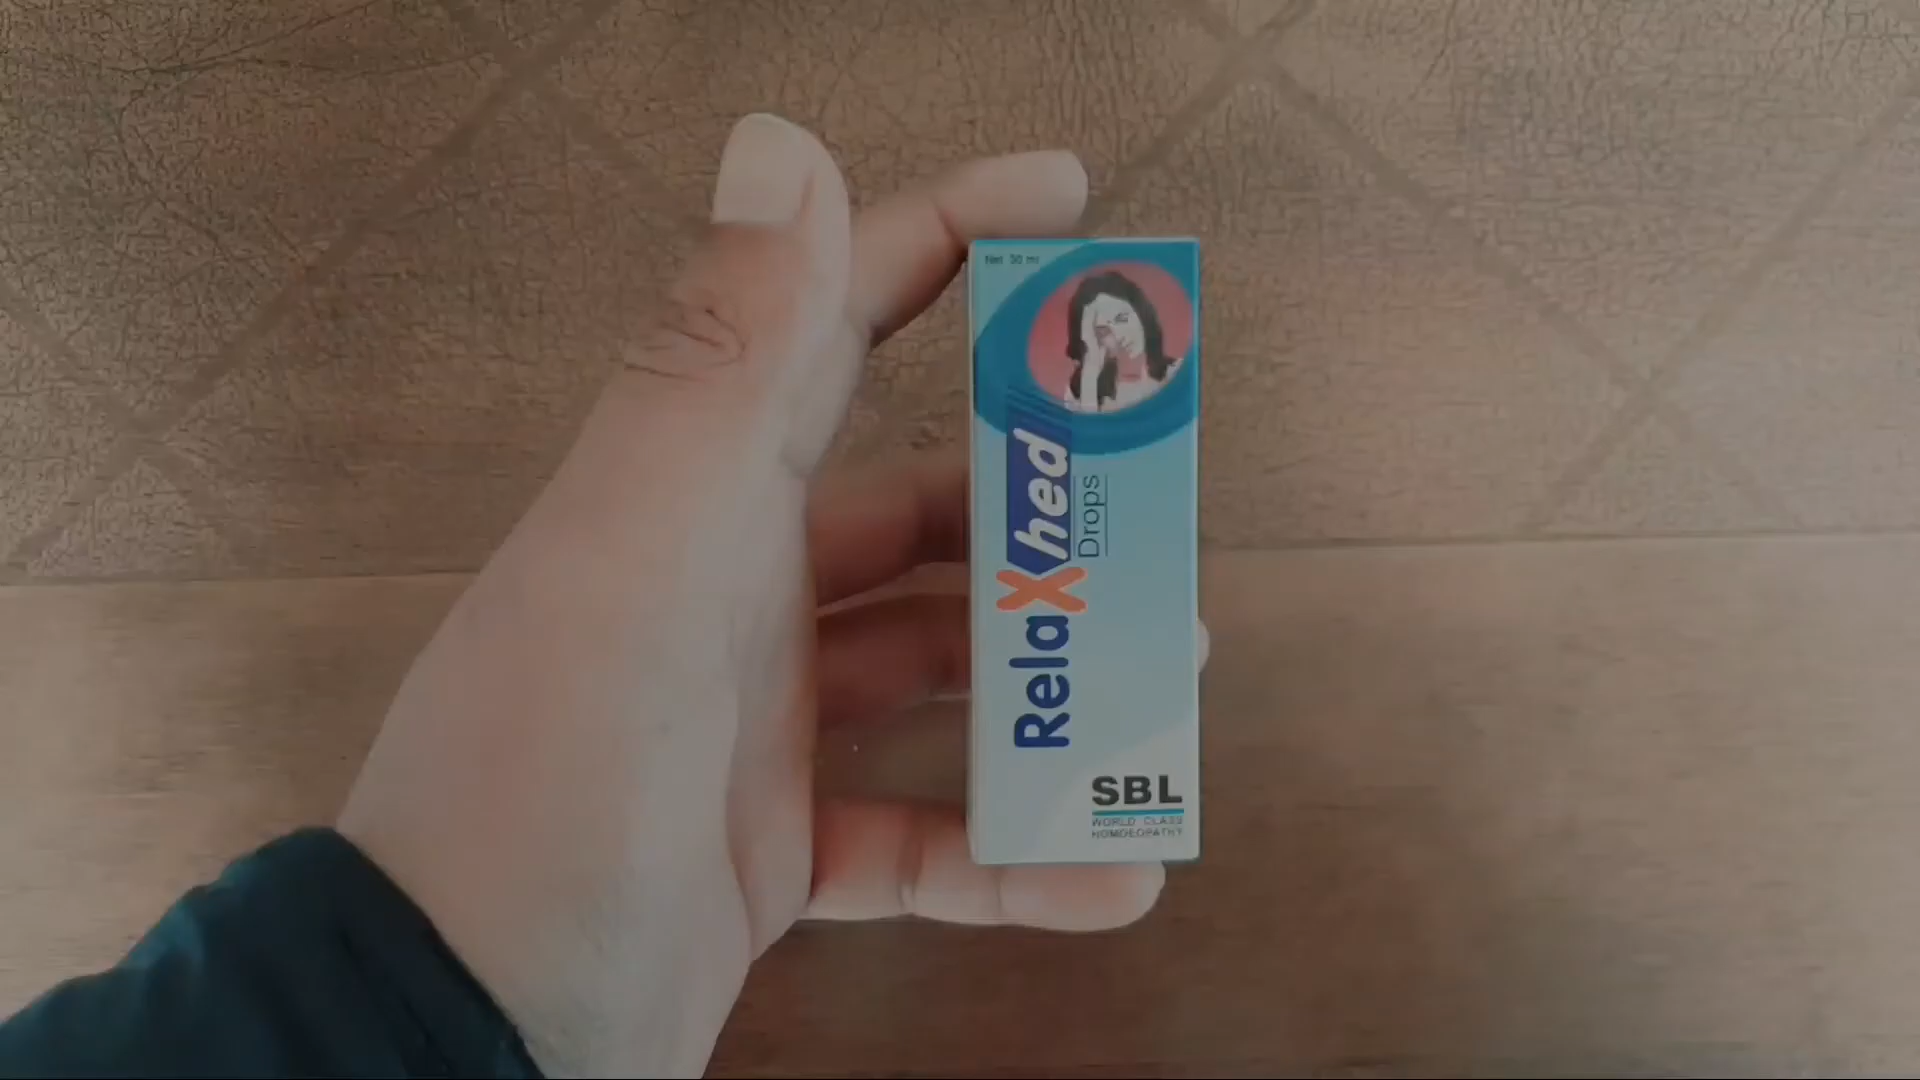 Net 30 ml
RelaXhed
Drops
SBL
WORLD CLASS
HOMOEOPATHY